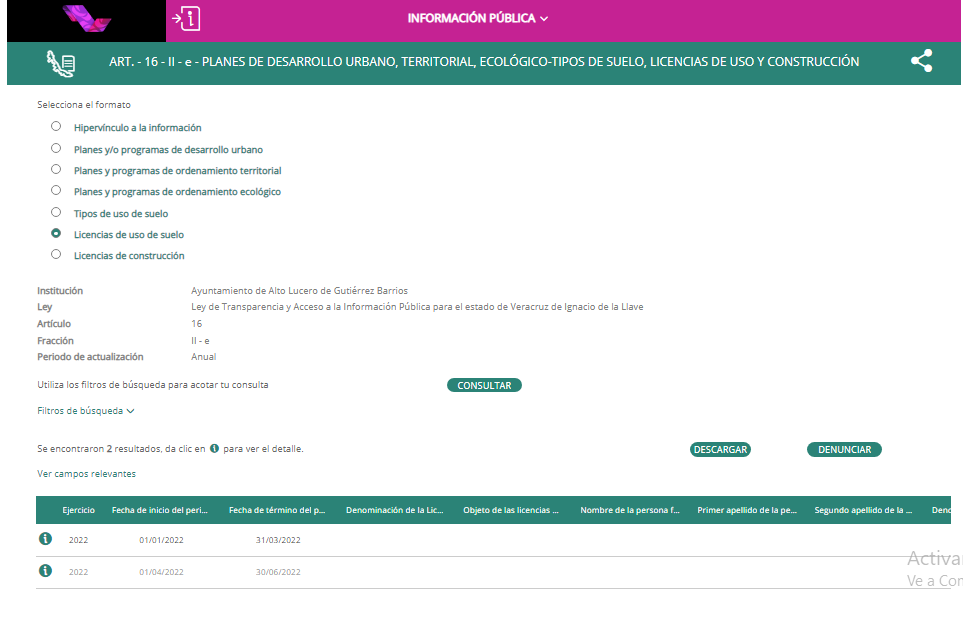 INFORMACIÓN PÚBLICA
ART. - 16 - II - e - PLANES DE DESARROLLO URBANO, TERRITORIAL, ECOLÓGICO-TIPOS DE SUELO, LICENCIAS DE USO Y CONSTRUCCIÓN
Selecciona el formato
Hipervínculo a la información
Planes y/o programas de desarrollo urbano
Planes y programas de ordenamiento territorial
Planes y programas de ordenamiento ecológico
Tipos de uso de suelo
Licencias de uso de suelo
Licencias de construcción
Institución Ayuntamiento de Alto Lucero de Gutiérrez Barrios
Ley Ley de Transparencia y Acceso a la Información Pública para el estado de Veracruz de Ignacio de la Llave
Artículo 16
Fracción II - e
Periodo de actualización Anual
Utiliza los filtros de búsqueda para acotar tu consulta CONSULTAR
Filtros de búsqueda
Se encontraron 2 resultados, da clic en i para ver el detalle. DESCARGAR DENUNCIAR
Ver campos relevantes
Ejercicio Fecha de inicio del peri... Fecha de término del p... Denominación de la Lic... Objeto de las licencias ... Nombre de la persona f... Primer apellido de la pe... Segundo apellido de la ... Deno
2022 01/01/2022 31/03/2022
2022 01/04/2022 30/06/2022
Activa
Ve a Con